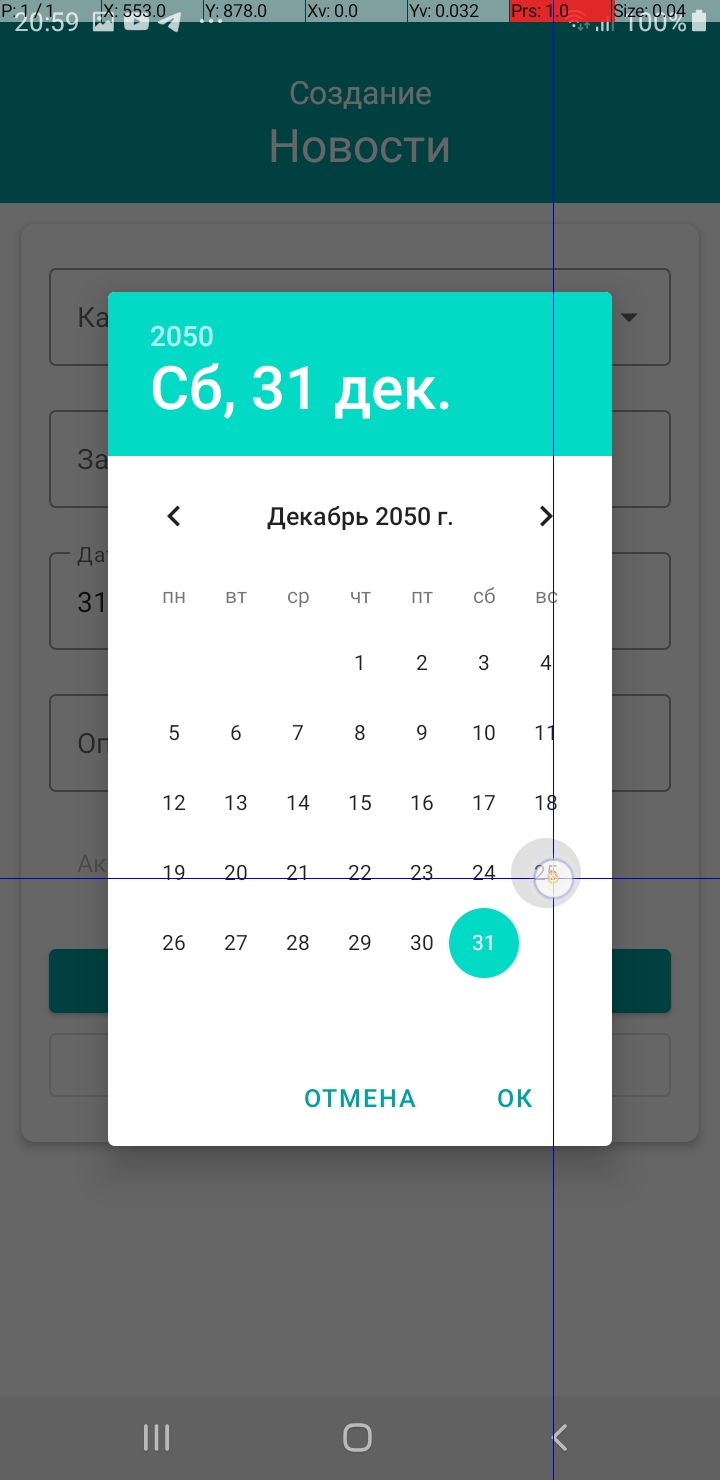 P: 1 / 1 X: 553.0 Y: 878.0 Xv: 0.0 Yv: 0.032 Prs: 1.0 Size: 0.04
20:59 100%
Создание
Новости
Ка
За
Дат
31
Оп
Ак
2050
Сб, 31 дек.
Декабрь 2050 г.
пн вт ср чт пт сб вс
1 2 3 4
5 6 7 8 9 10 11
12 13 14 15 16 17 18
19 20 21 22 23 24 25
26 27 28 29 30 31
ОТМЕНА ОК